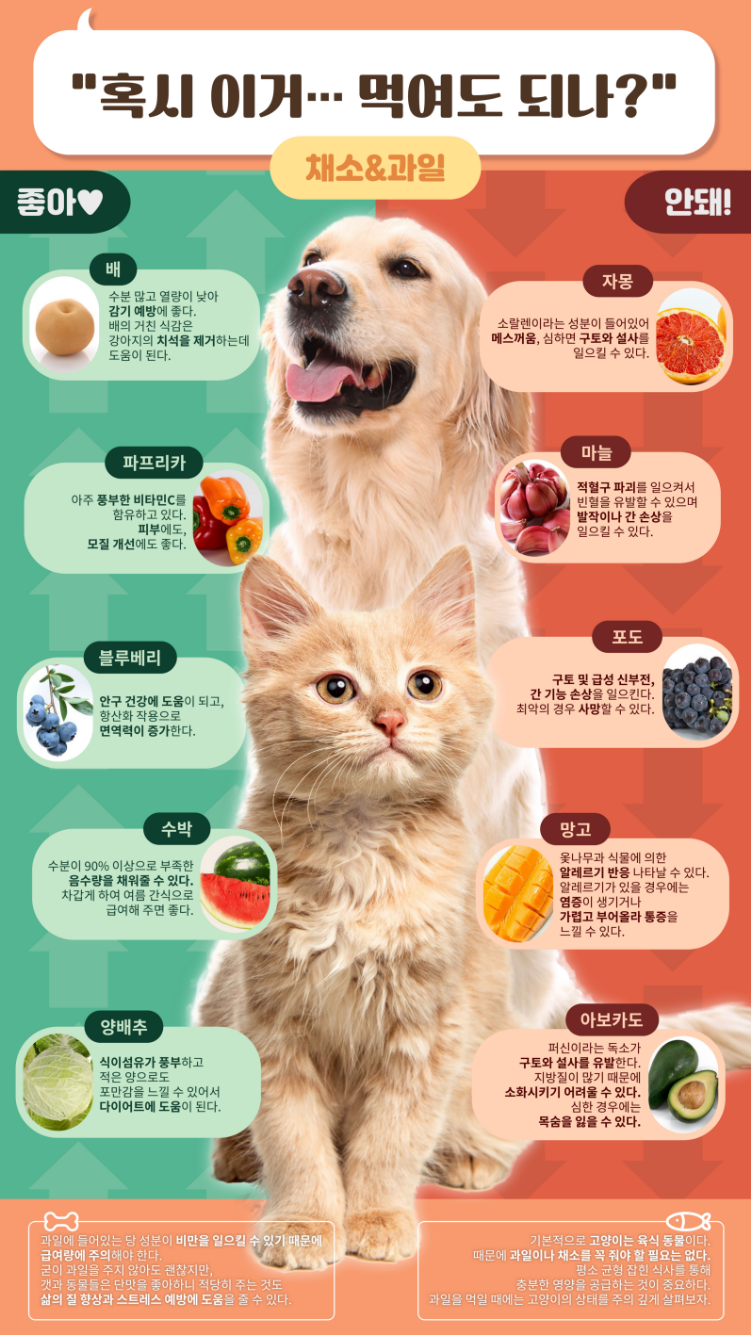 "혹시 이거··· 먹여도 되나?"
채소&과일
좋아♥
안돼!
배
수분 많고 열량이 낮아
감기 예방에 좋다.
배의 거친 식감은
강아지의 치석을 제거하는데
도움이 된다.
파프리카
아주 풍부한 비타민C를
함유하고 있다.
피부에도,
모질 개선에도 좋다.
블루베리
안구 건강에 도움이 되고,
항산화 작용으로
면역력이 증가한다.
수박
수분이 90% 이상으로 부족한
음수량을 채워줄 수 있다.
차갑게 하여 여름 간식으로
급여해 주면 좋다.
양배추
식이섬유가 풍부하고
적은 양으로도
포만감을 느낄 수 있어서
다이어트에 도움이 된다.
자몽
소랄렌이라는 성분이 들어있어
메스꺼움, 심하면 구토와 설사를
일으킬 수 있다.
마늘
적혈구 파괴를 일으켜서
빈혈을 유발할 수 있으며
발작이나 간 손상을
일으킬 수 있다.
포도
구토 및 급성 신부전,
간 기능 손상을 일으킨다.
최악의 경우 사망할 수 있다.
망고
옻나무과 식물에 의한
알레르기 반응 나타날 수 있다.
알레르기가 있을 경우에는
염증이 생기거나
가렵고 부어올라 통증을
느낄 수 있다.
아보카도
퍼신이라는 독소가
구토와 설사를 유발한다.
지방질이 많기 때문에
소화시키기 어려울 수 있다.
심한 경우에는
목숨을 잃을 수 있다.
과일에 들어있는 당 성분이 비만을 일으킬 수 있기 때문에
급여량에 주의해야 한다.
굳이 과일을 주지 않아도 괜찮지만,
갯과 동물들은 단맛을 좋아하니 적당히 주는 것도
삶의 질 향상과 스트레스 예방에 도움을 줄 수 있다.
기본적으로 고양이는 육식 동물이다.
때문에 과일이나 채소를 꼭 줘야 할 필요는 없다.
평소 균형 잡힌 식사를 통해
충분한 영양을 공급하는 것이 중요하다.
과일을 먹일 때에는 고양이의 상태를 주의 깊게 살펴보자.